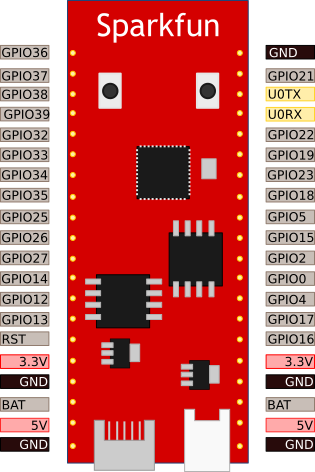 Sparkfun
GPIO36 GND
GPIO37 GPIO21
GPIO38 U0TX
GPIO39 U0RX
GPIO32 GPIO22
GPIO33 GPIO19
GPIO34 GPIO23
GPIO35 GPIO18
GPIO25 GPIO5
GPIO26 GPIO15
GPIO27 GPIO2
GPIO14 GPIO0
GPIO12 GPIO4
GPIO13 GPIO17
RST GPIO16
3.3V 3.3V
GND GND
BAT BAT
5V 5V
GND GND